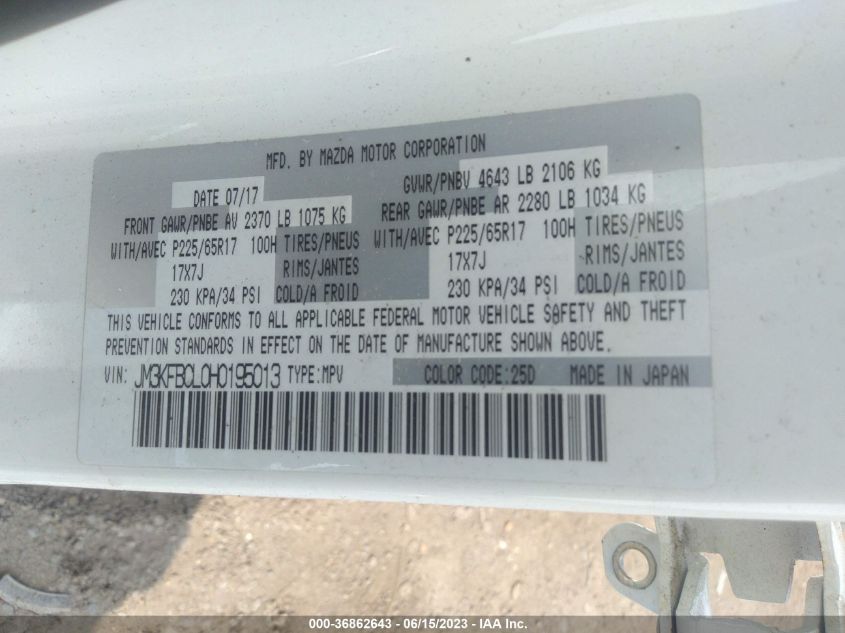 MFD. BY MAZDA MOTOR CORPORATION
DATE 07/17 GVWR/PNBV 4643 LB 2106 KG
FRONT GAWR/PNBE AV 2370 LB 1075 KG REAR GAWR/PNBE AR 2280 LB 1034 KG
WITH/AVEC P225/65R17 100H TIRES/PNEUS WITH/AVEC P225/65R17 100H TIRES/PNEUS
17X7J RIMS/JANTES 17X7J RIMS/JANTES
230 KPA/34 PSI COLD/A FROID 230 KPA/34 PSI COLD/A FROID
THIS VEHICLE CONFORMS TO ALL APPLICABLE FEDERAL MOTOR VEHICLE SAFETY AND THEFT
PREVENTION STANDARDS IN EFFECT ON THE DATE OF MANUFACTURE SHOWN ABOVE.
VIN: JM3KFBCL0H0195013 TYPE:MPV COLOR CODE:25D MADE IN JAPAN
000-36862643 - 06/15/2023 - IAA Inc.